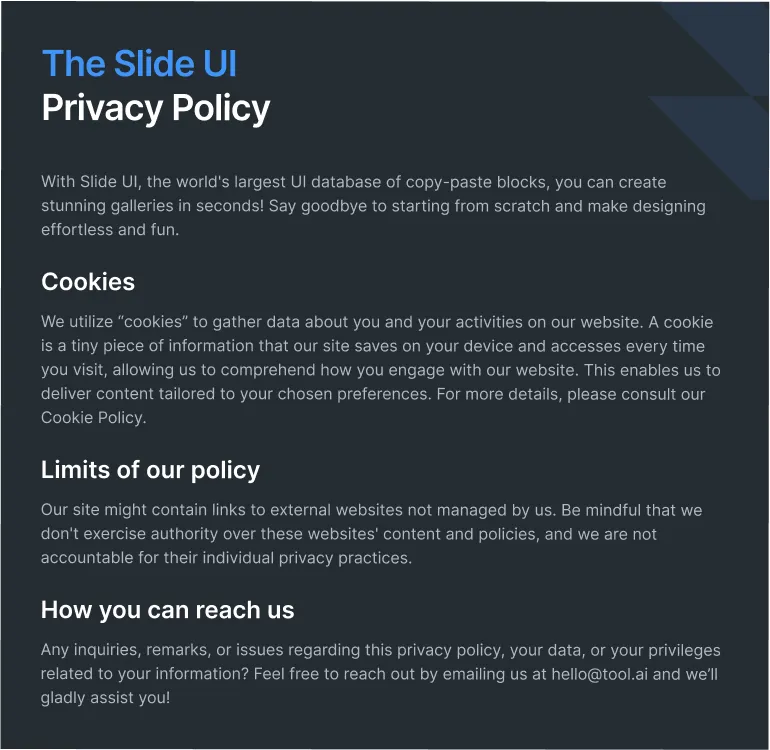 The Slide UI
Privacy Policy
With Slide UI, the world's largest UI database of copy-paste blocks, you can create
stunning galleries in seconds! Say goodbye to starting from scratch and make designing
effortless and fun.
Cookies
We utilize “cookies” to gather data about you and your activities on our website. A cookie
is a tiny piece of information that our site saves on your device and accesses every time
you visit, allowing us to comprehend how you engage with our website. This enables us to
deliver content tailored to your chosen preferences. For more details, please consult our
Cookie Policy.
Limits of our policy
Our site might contain links to external websites not managed by us. Be mindful that we
don't exercise authority over these websites' content and policies, and we are not
accountable for their individual privacy practices.
How you can reach us
Any inquiries, remarks, or issues regarding this privacy policy, your data, or your privileges
related to your information? Feel free to reach out by emailing us at hello@tool.ai and we’ll
gladly assist you!